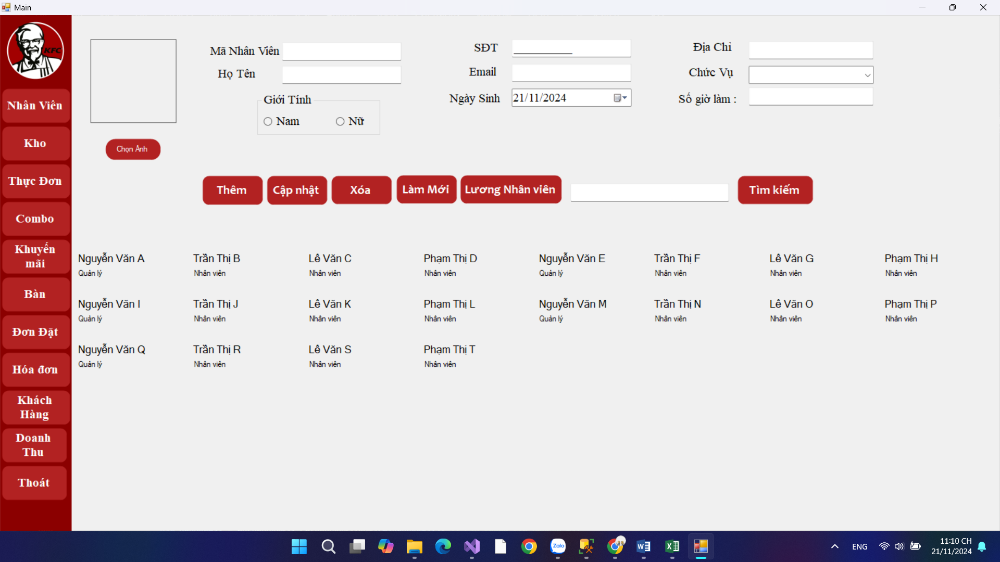 Main
KFC
Nhân Viên
Kho
Thực Đơn
Combo
Khuyến
mãi
Bàn
Đơn Đặt
Hóa đơn
Khách
Hàng
Doanh
Thu
Thoát
Chọn Ảnh
Mã Nhân Viên
Họ Tên
Giới Tính
Nam
Nữ
SĐT
Email
Ngày Sinh
21/11/2024
Địa Chỉ
Chức Vụ
Số giờ làm :
Thêm
Cập nhật
Xóa
Làm Mới
Lương Nhân viên
Tìm kiếm
Nguyễn Văn A
Quản lý
Trần Thị B
Nhân viên
Lê Văn C
Nhân viên
Phạm Thị D
Nhân viên
Nguyễn Văn E
Quản lý
Trần Thị F
Nhân viên
Lê Văn G
Nhân viên
Phạm Thị H
Nhân viên
Nguyễn Văn I
Quản lý
Trần Thị J
Nhân viên
Lê Văn K
Nhân viên
Phạm Thị L
Nhân viên
Nguyễn Văn M
Quản lý
Trần Thị N
Nhân viên
Lê Văn O
Nhân viên
Phạm Thị P
Nhân viên
Nguyễn Văn Q
Quản lý
Trần Thị R
Nhân viên
Lê Văn S
Nhân viên
Phạm Thị T
Nhân viên
Zalo
ENG
11:10 CH
21/11/2024